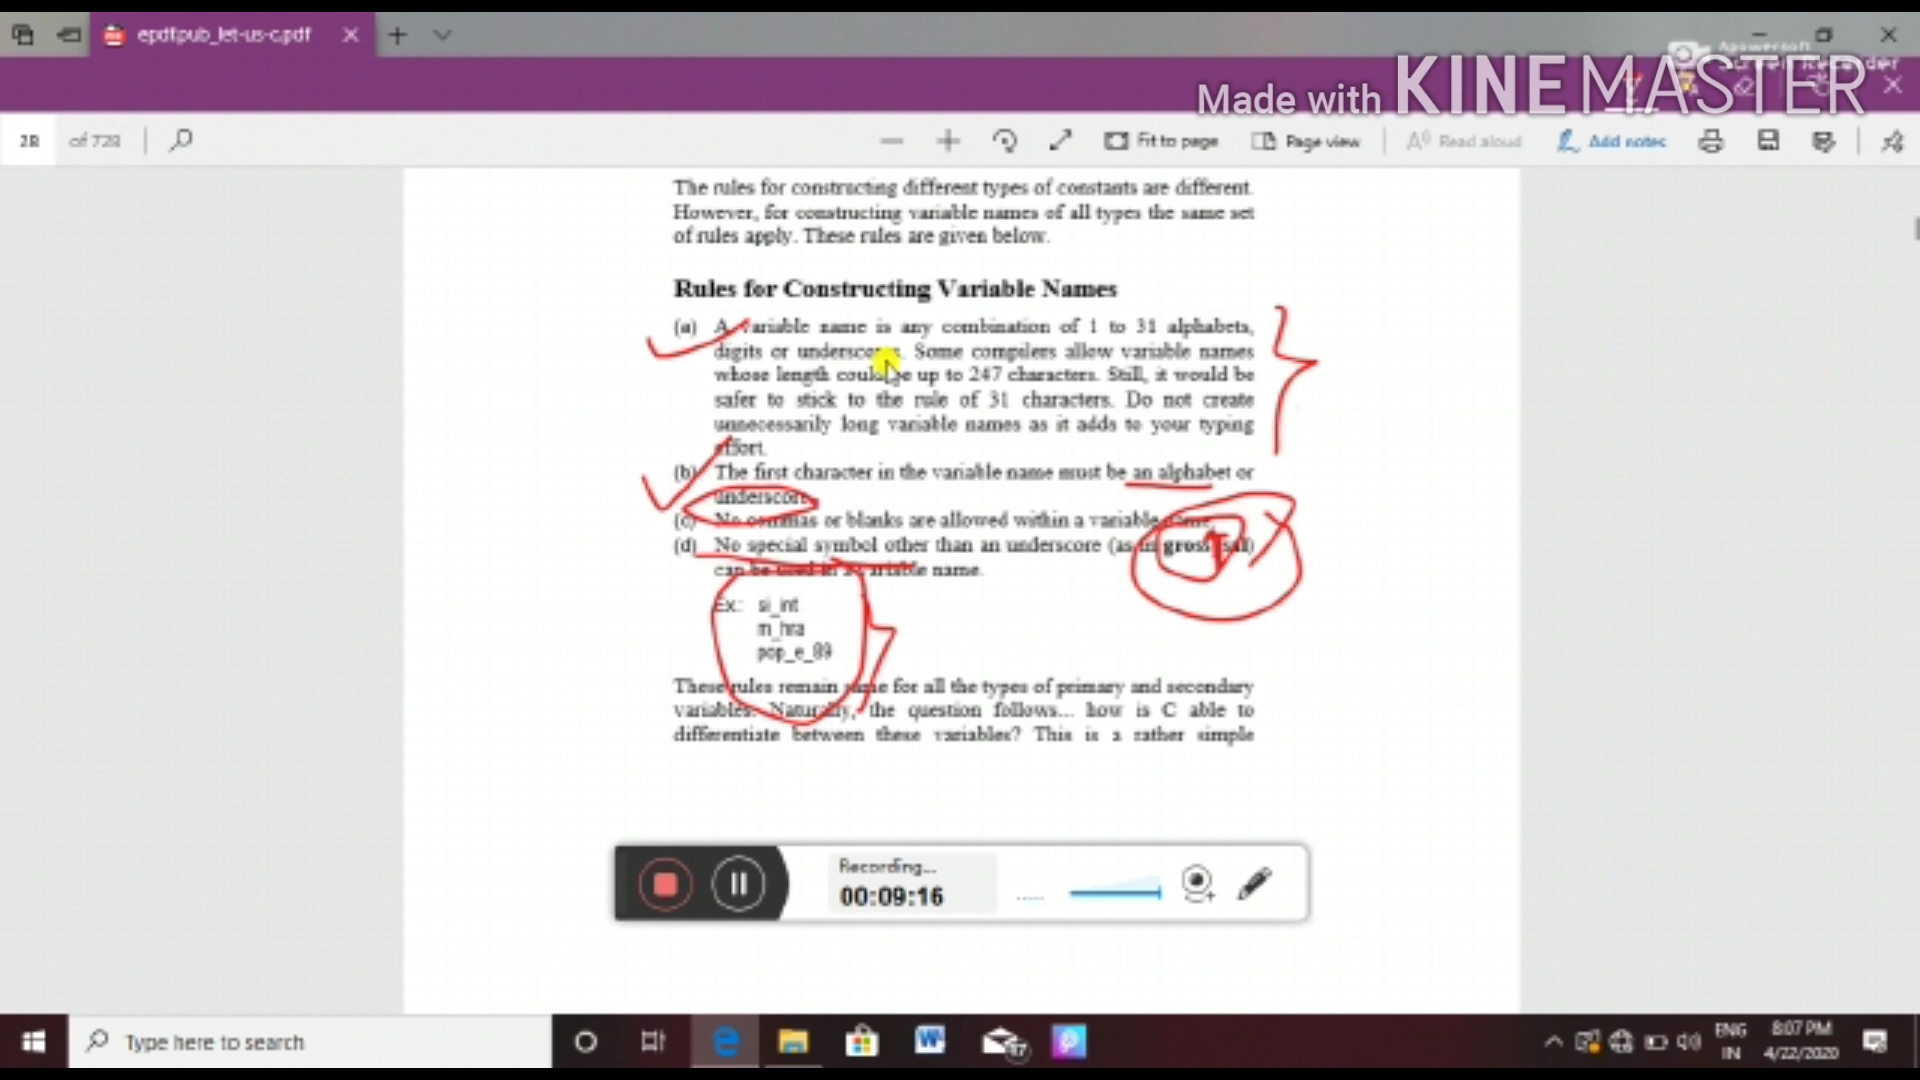 epdf.pub_let-us-c.pdf
Apowersoft
Screen Recorder
Made with KINEMASTER
28 of 728
Fit to page
Page view
Read aloud
Add notes
The rules for constructing different types of constants are different.
However, for constructing variable names of all types the same set
of rules apply. These rules are given below.
Rules for Constructing Variable Names
(a) A variable name is any combination of 1 to 31 alphabets,
digits or underscores. Some compilers allow variable names
whose length could be up to 247 characters. Still, it would be
safer to stick to the rule of 31 characters. Do not create
unnecessarily long variable names as it adds to your typing
effort.
(b) The first character in the variable name must be an alphabet or
underscore.
(c) No commas or blanks are allowed within a variable name.
(d) No special symbol other than an underscore (as in gross_sal)
can be used in a variable name.
Ex.: si_int
m_hra
pop_e_89
These rules remain same for all the types of primary and secondary
variables. Naturally, the question follows... how is C able to
differentiate between these variables? This is a rather simple
Recording...
00:09:16
Type here to search
ENG
IN
8:07 PM
4/22/2020